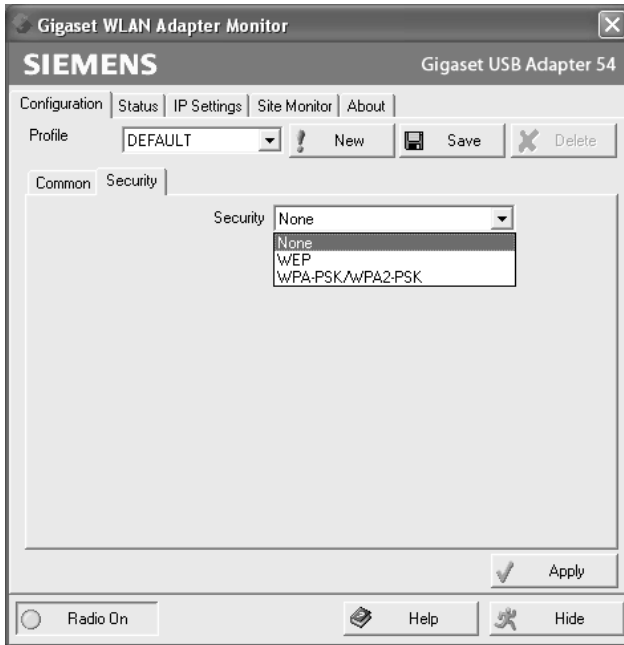 Gigaset WLAN Adapter Monitor
SIEMENS Gigaset USB Adapter 54
Configuration Status IP Settings Site Monitor About
Profile DEFAULT New Save Delete
Common Security
Security None
None
WEP
WPA-PSK/WPA2-PSK
Apply
Radio On Help Hide